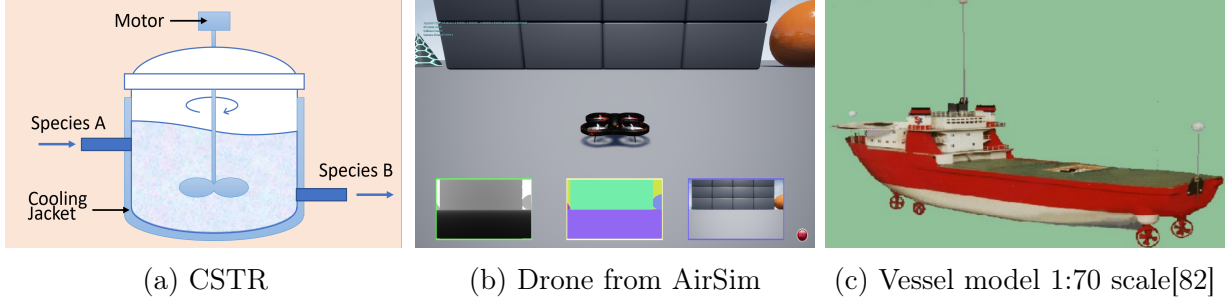 Motor
Species A
Species B
Cooling
Jacket
(a) CSTR
(b) Drone from AirSim
(c) Vessel model 1:70 scale[82]